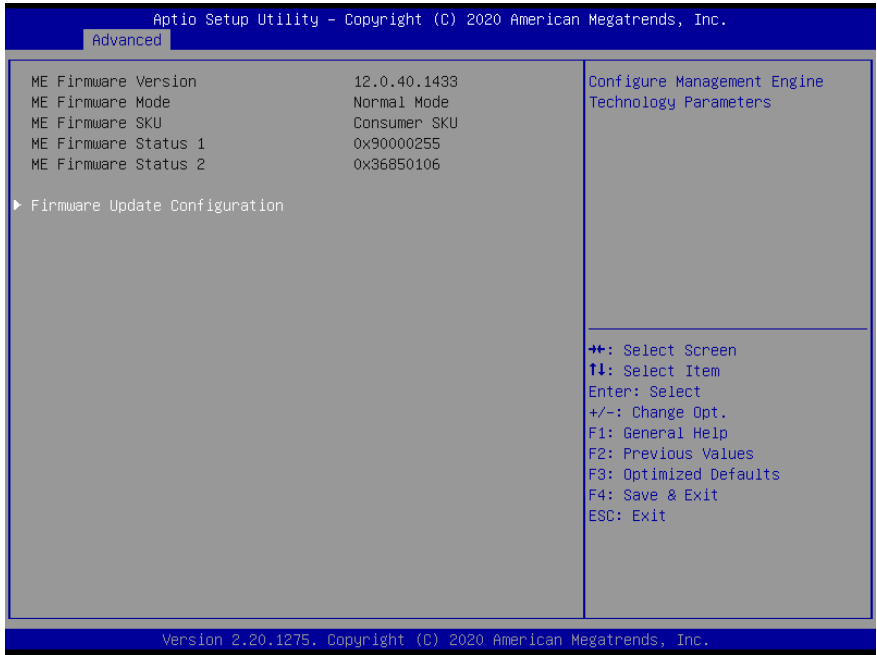 Aptio Setup Utility – Copyright (C) 2020 American Megatrends, Inc.
Advanced
ME Firmware Version 12.0.40.1433
ME Firmware Mode Normal Mode
ME Firmware SKU Consumer SKU
ME Firmware Status 1 0x90000255
ME Firmware Status 2 0x36850106
▶ Firmware Update Configuration
Configure Management Engine
Technology Parameters
→←: Select Screen
↑↓: Select Item
Enter: Select
+/-: Change Opt.
F1: General Help
F2: Previous Values
F3: Optimized Defaults
F4: Save & Exit
ESC: Exit
Version 2.20.1275. Copyright (C) 2020 American Megatrends, Inc.